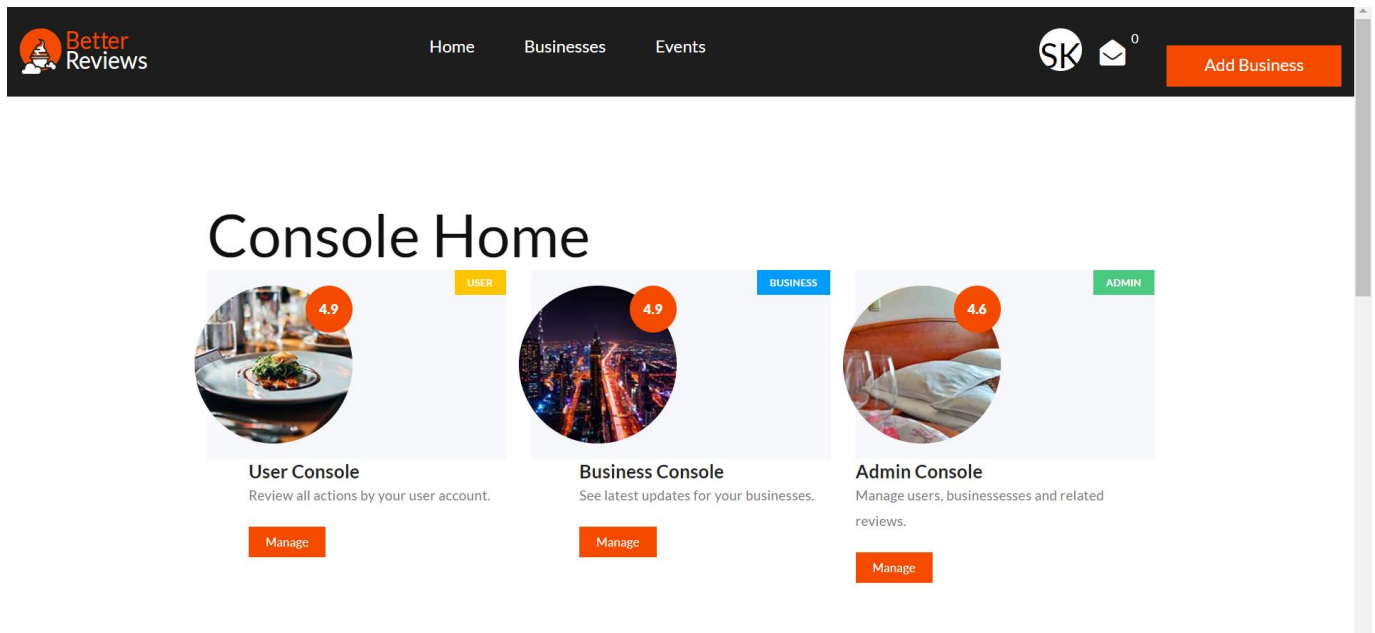 Better
Reviews
Home
Businesses
Events
SK
0
Add Business
Console Home
USER
4.9
BUSINESS
4.9
ADMIN
4.6
User Console
Review all actions by your user account.
Manage
Business Console
See latest updates for your businesses.
Manage
Admin Console
Manage users, businessesses and related
reviews.
Manage